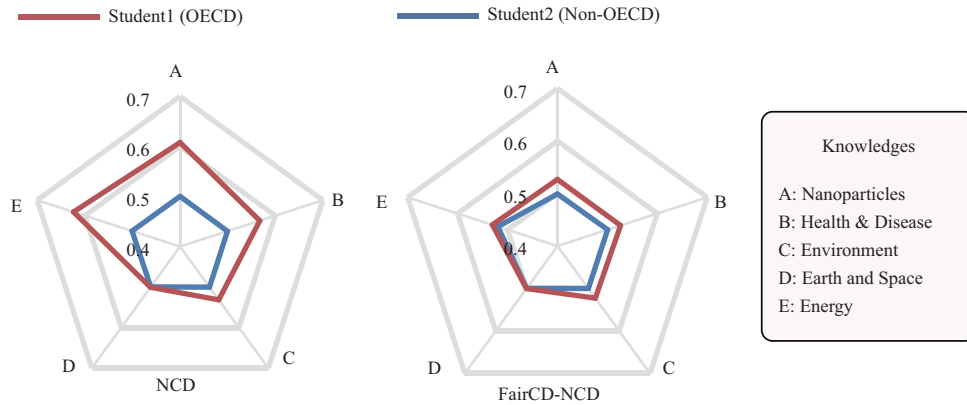 Student1 (OECD)
Student2 (Non-OECD)
A
0.7
0.6
0.5
0.4
B
E
D
C
NCD
A
0.7
0.6
0.5
0.4
B
E
D
C
FairCD-NCD
Knowledges
A: Nanoparticles
B: Health & Disease
C: Environment
D: Earth and Space
E: Energy